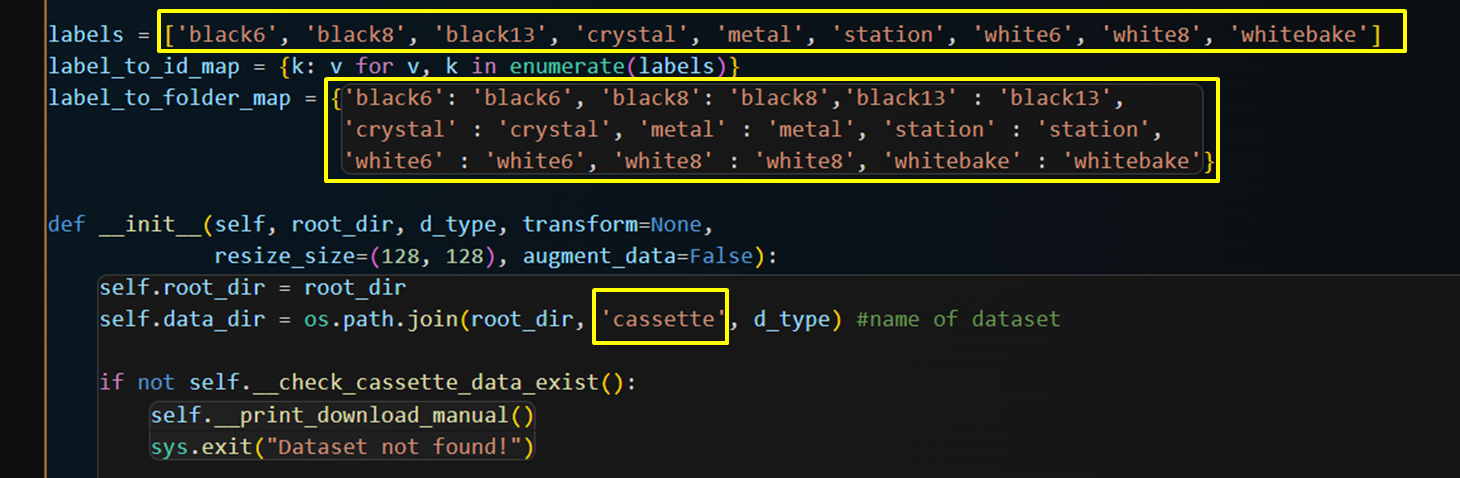 labels = ['black6', 'black8', 'black13', 'crystal', 'metal', 'station', 'white6', 'white8', 'whitebake']
label_to_id_map = {k: v for v, k in enumerate(labels)}
label_to_folder_map = {'black6': 'black6', 'black8': 'black8','black13' : 'black13',
'crystal' : 'crystal', 'metal' : 'metal', 'station' : 'station',
'white6' : 'white6', 'white8' : 'white8', 'whitebake' : 'whitebake'}
def __init__(self, root_dir, d_type, transform=None,
resize_size=(128, 128), augment_data=False):
self.root_dir = root_dir
self.data_dir = os.path.join(root_dir, 'cassette', d_type) #name of dataset
if not self.__check_cassette_data_exist():
self.__print_download_manual()
sys.exit("Dataset not found!")